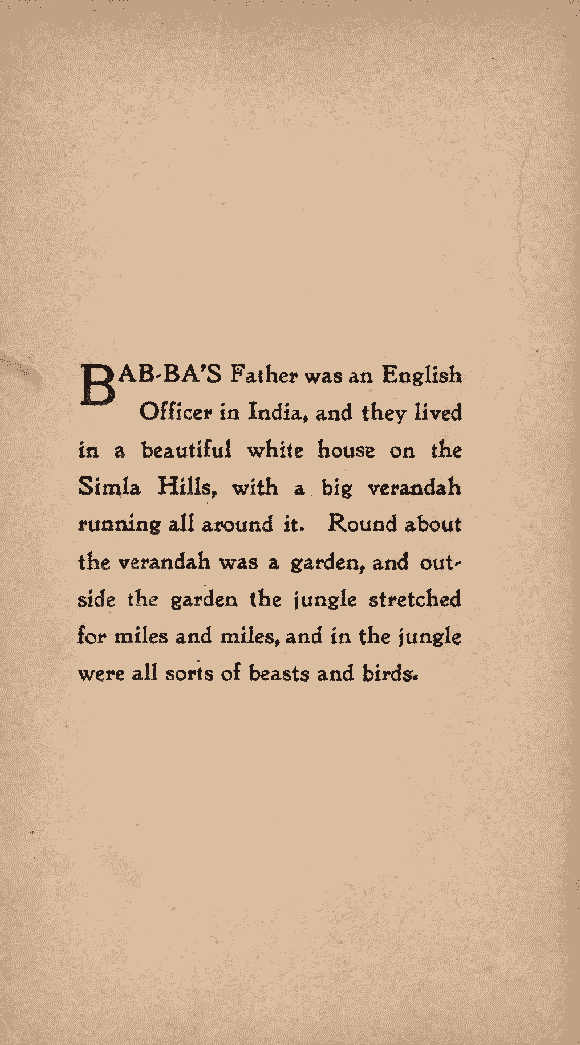 BAB-BA'S Father was an English
Officer in India, and they lived
in a beautiful white house on the
Simla Hills, with a big verandah
running all around it. Round about
the verandah was a garden, and out-
side the garden the jungle stretched
for miles and miles, and in the jungle
were all sorts of beasts and birds.